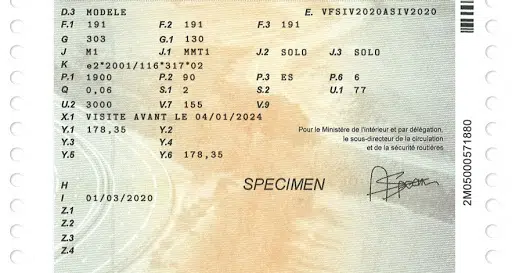 D.3 MODELE E. VFSIV2020ASIV2020
F.1 191 F.2 191 F.3 191
G 303 G.1 130
J M1 J.1 MMT1 J.2 SOLO J.3 SOLO
K e2*2001/116*317*02
P.1 1900 P.2 90 P.3 ES P.6 6
Q 0,06 S.1 2 S.2 U.1 77
U.2 3000 V.7 155 V.9
X.1 VISITE AVANT LE 04/01/2024
Y.1 178,35 Y.2
Y.3 Y.4
Y.5 Y.6 178,35
Pour le Ministère de l'intérieur et par délégation,
le sous-directeur de la circulation
et de la sécurité routières
H
SPECIMEN
I 01/03/2020
Z.1
Z.2
Z.3
Z.4
2M05000571880